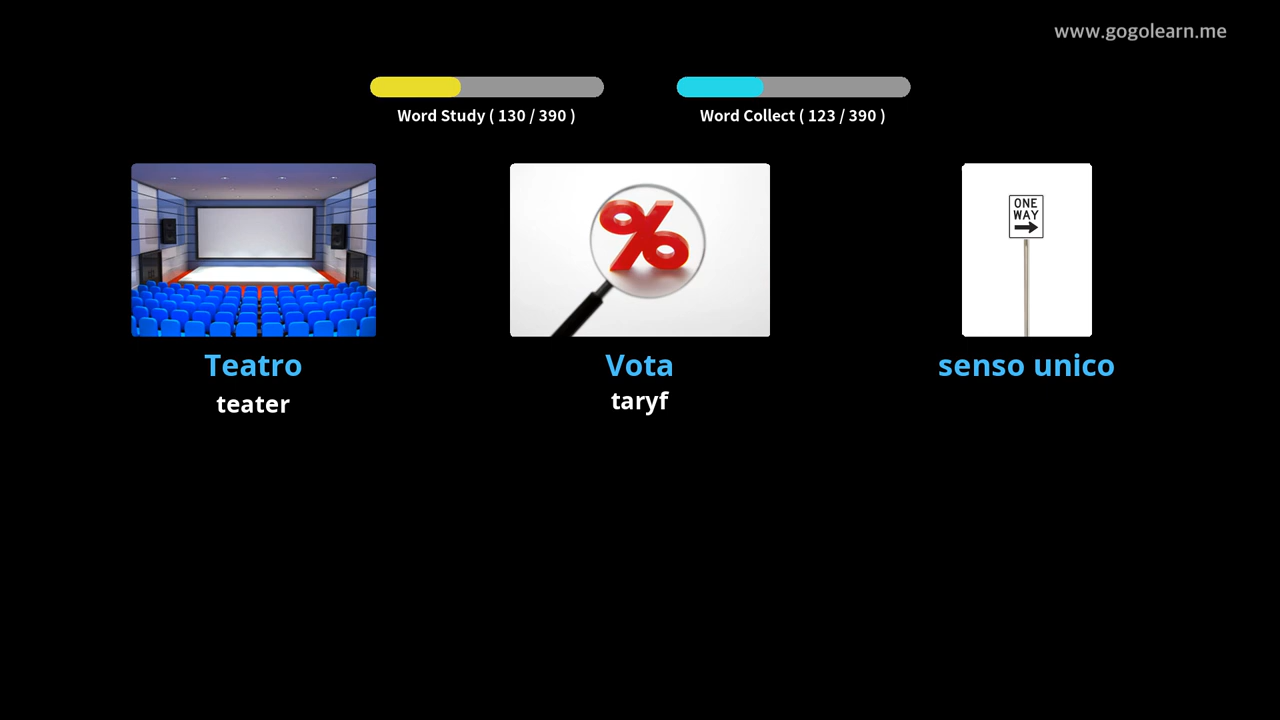 www.gogolearn.me
Word Study ( 130 / 390 )
Word Collect ( 123 / 390 )
%
ONE
WAY
Teatro
Vota
senso unico
teater
taryf